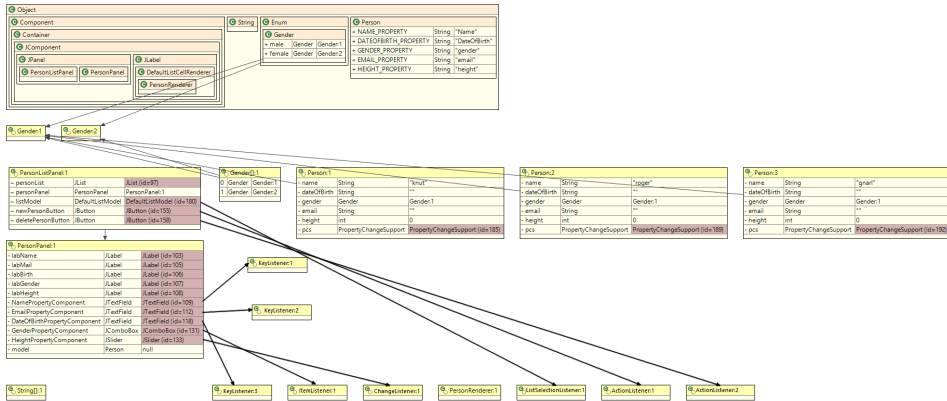 Object
Component
Container
JComponent
JPanel
PersonListPanel
PersonPanel
JLabel
DefaultListCellRenderer
PersonRenderer
String
Enum
Gender
+ male Gender Gender:1
+ female Gender Gender:2
Person
+ NAME_PROPERTY String "Name"
+ DATEOFBIRTH_PROPERTY String "DateOfBirth"
+ GENDER_PROPERTY String "gender"
+ EMAIL_PROPERTY String "email"
+ HEIGHT_PROPERTY String "height"
Gender:1
Gender:2
PersonListPanel:1
~ personList JList JList (id=97)
~ personPanel PersonPanel PersonPanel:1
~ listModel DefaultListModel DefaultListModel (id=180)
~ newPersonButton JButton JButton (id=155)
~ deletePersonButton JButton JButton (id=158)
Gender[]:1
0 Gender Gender:1
1 Gender Gender:2
Person:1
- name String "knut"
- dateOfBirth String ""
- gender Gender Gender:1
- email String ""
- height int 0
- pcs PropertyChangeSupport PropertyChangeSupport (id=185)
Person:2
- name String "roger"
- dateOfBirth String ""
- gender Gender Gender:1
- email String ""
- height int 0
- pcs PropertyChangeSupport PropertyChangeSupport (id=189)
Person:3
- name String "gnarl"
- dateOfBirth String ""
- gender Gender Gender:1
- email String ""
- height int 0
- pcs PropertyChangeSupport PropertyChangeSupport (id=192)
PersonPanel:1
- labName JLabel JLabel (id=103)
- labMail JLabel JLabel (id=105)
- labBirth JLabel JLabel (id=106)
- labGender JLabel JLabel (id=107)
- labHeight JLabel JLabel (id=108)
- NamePropertyComponent JTextField JTextField (id=109)
- EmailPropertyComponent JTextField JTextField (id=112)
- DateOfBirthPropertyComponent JTextField JTextField (id=118)
- GenderPropertyComponent JComboBox JComboBox (id=131)
- HeightPropertyComponent JSlider JSlider (id=133)
- model Person null
KeyListener:1
KeyListener:2
String[]:1
KeyListener:3
ItemListener:1
ChangeListener:1
PersonRenderer:1
ListSelectionListener:1
ActionListener:1
ActionListener:2